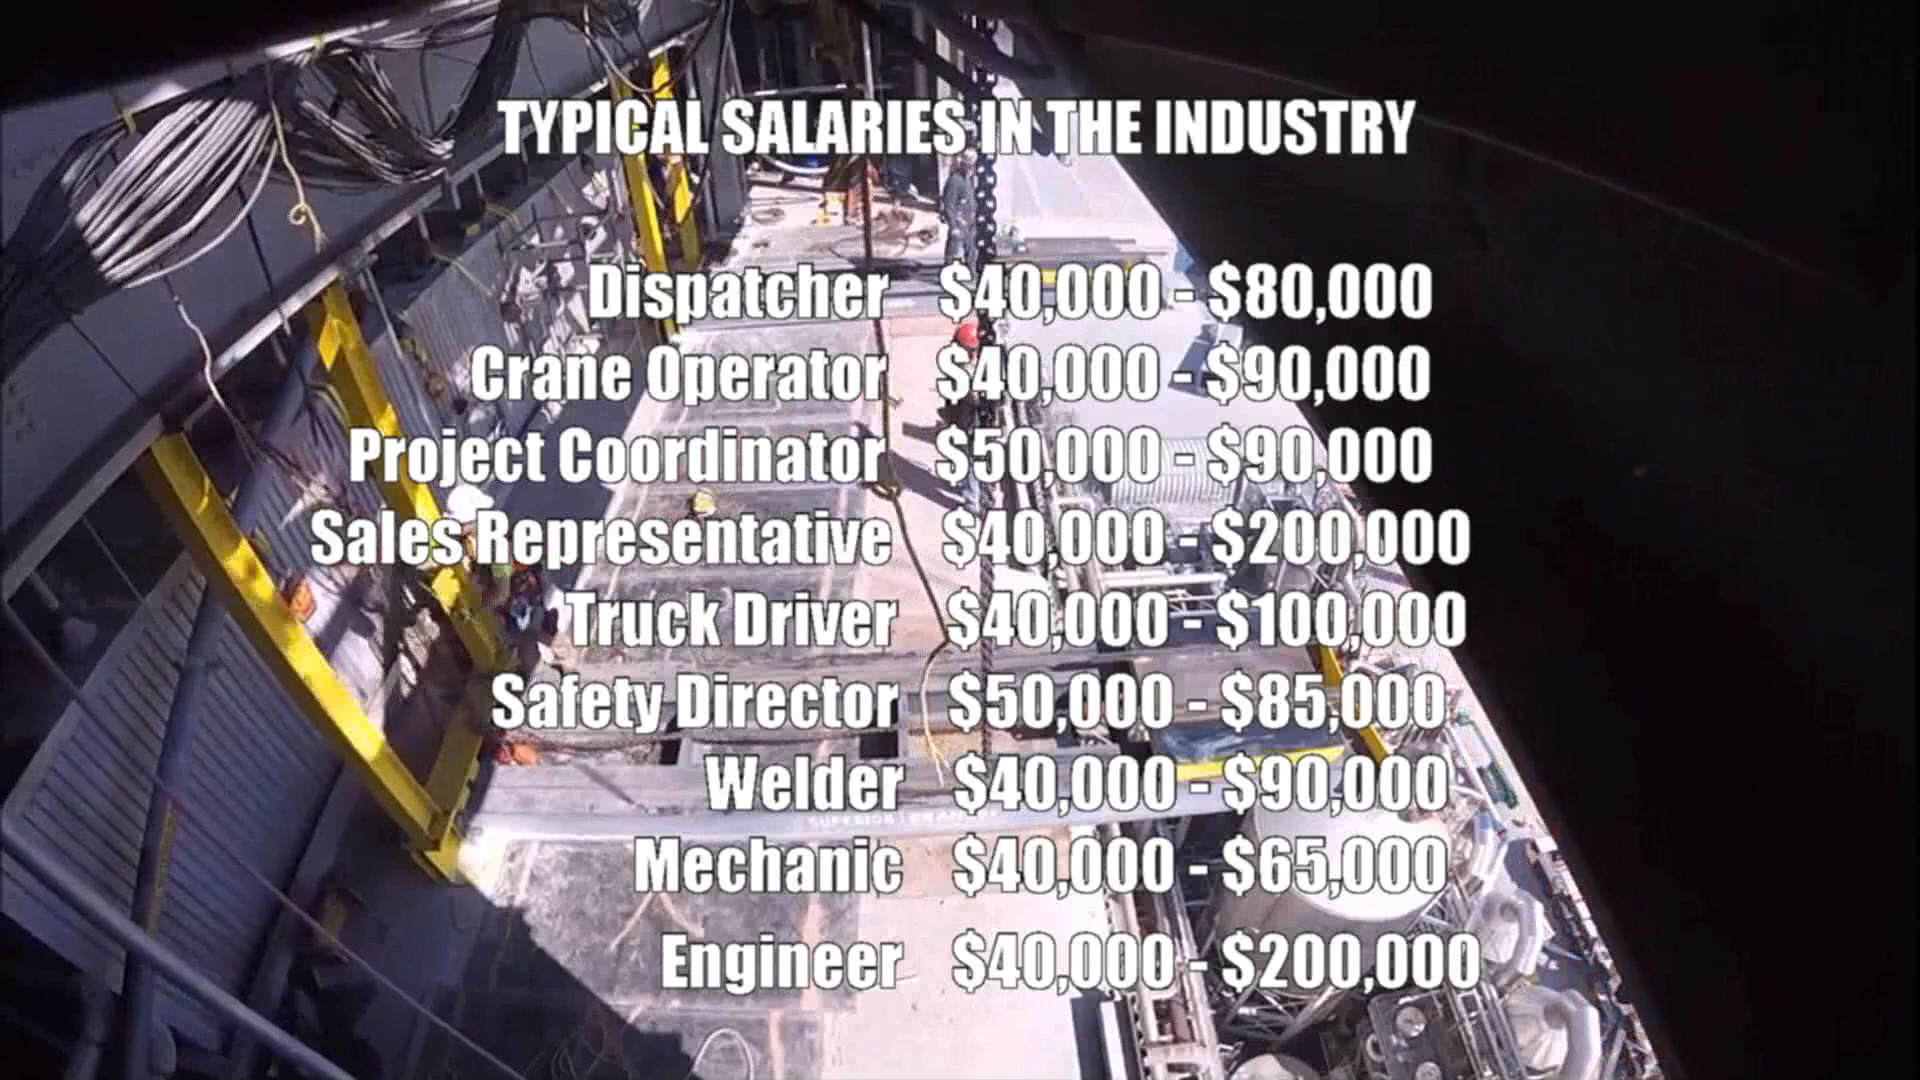 TYPICAL SALARIES IN THE INDUSTRY
Dispatcher $40,000 - $80,000
Crane Operator $40,000 - $90,000
Project Coordinator $50,000 - $90,000
Sales Representative $40,000 - $200,000
Truck Driver $40,000 - $100,000
Safety Director $50,000 - $85,000
Welder $40,000 - $90,000
Mechanic $40,000 - $65,000
Engineer $40,000 - $200,000